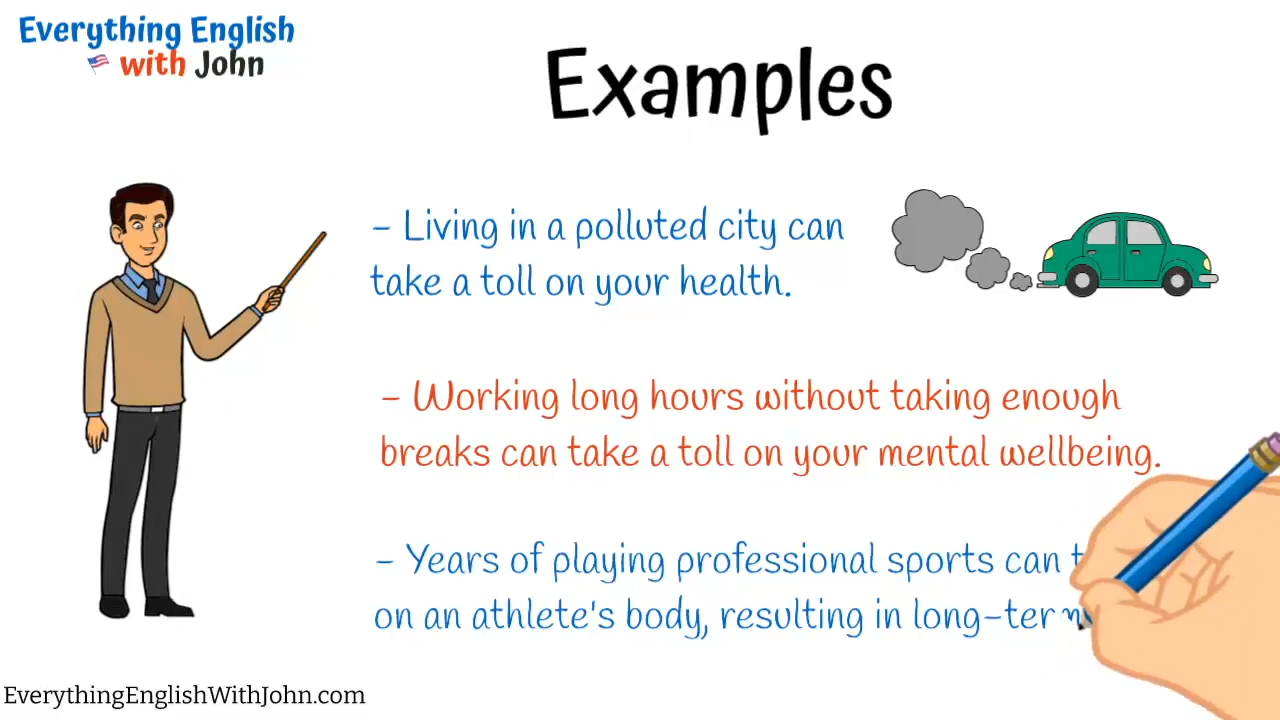 Everything English
with John
Examples
- Living in a polluted city can
take a toll on your health.
- Working long hours without taking enough
breaks can take a toll on your mental wellbeing.
- Years of playing professional sports can
on an athlete's body, resulting in long-term
EverythingEnglishWithJohn.com